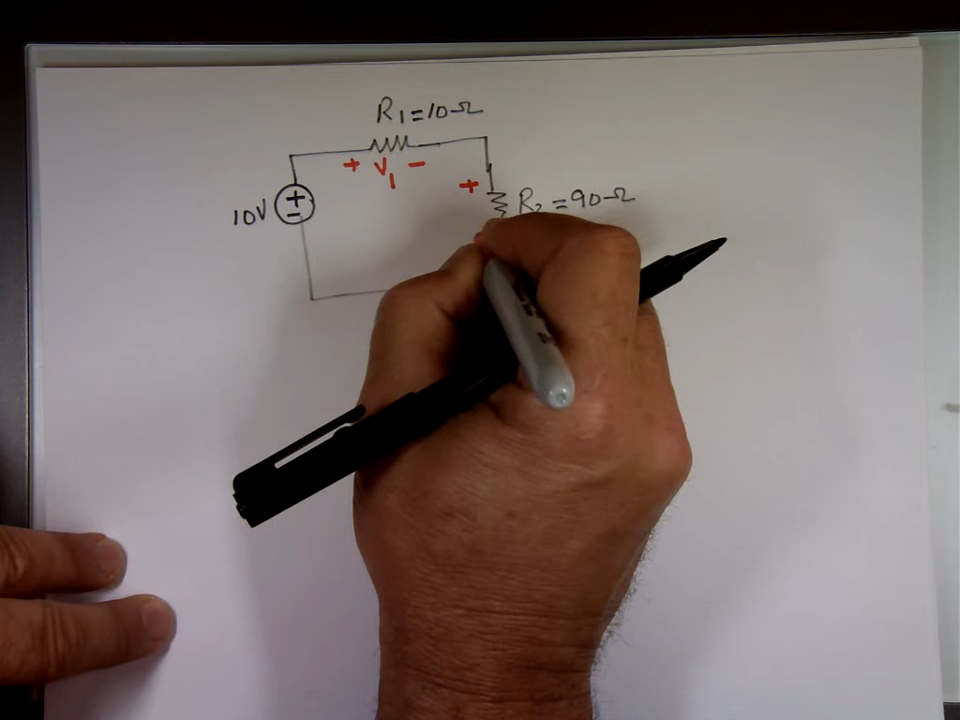 R1=10Ω
+ V1 -
+
R2=90Ω
10V
+
-